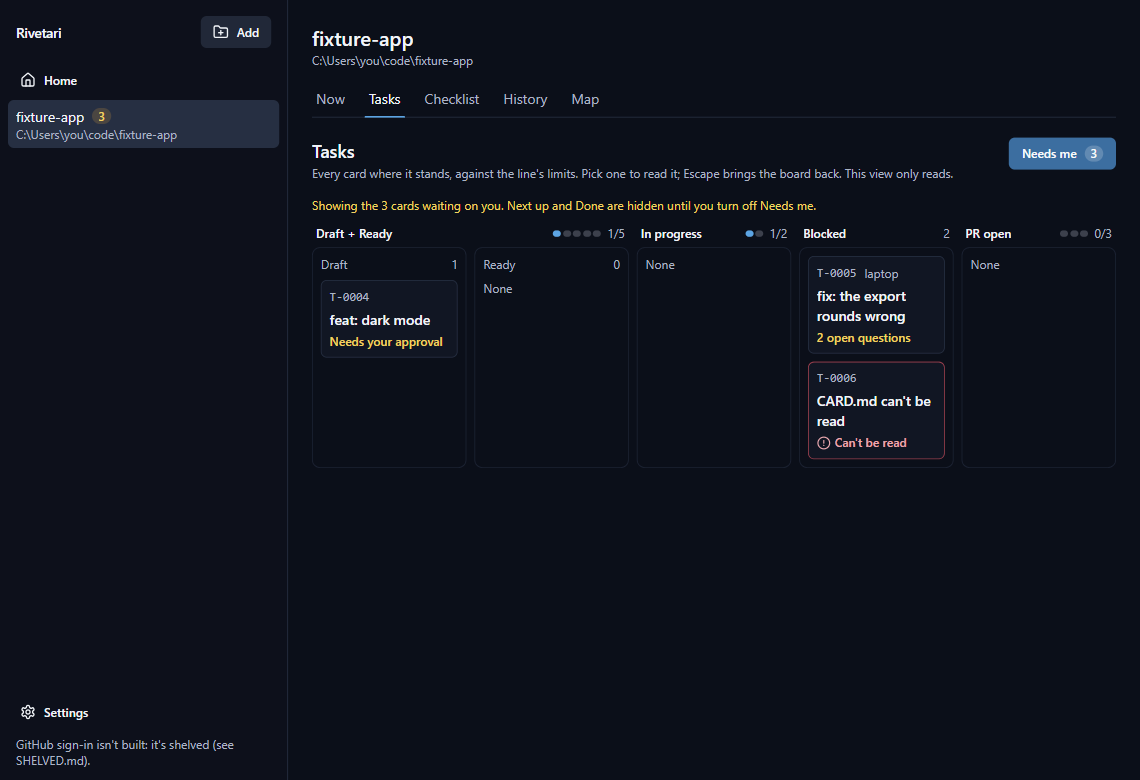 Rivetari
Add
Home
fixture-app 3
C:\Users\you\code\fixture-app
Settings
GitHub sign-in isn't built: it's shelved (see
SHELVED.md).
fixture-app
C:\Users\you\code\fixture-app
Now Tasks Checklist History Map
Tasks
Every card where it stands, against the line's limits. Pick one to read it; Escape brings the board back. This view only reads.
Needs me 3
Showing the 3 cards waiting on you. Next up and Done are hidden until you turn off Needs me.
Draft + Ready 1/5
Draft 1
T-0004
feat: dark mode
Needs your approval
Ready 0
None
In progress 1/2
None
Blocked 2
T-0005 laptop
fix: the export
rounds wrong
2 open questions
T-0006
CARD.md can't be
read
Can't be read
PR open 0/3
None